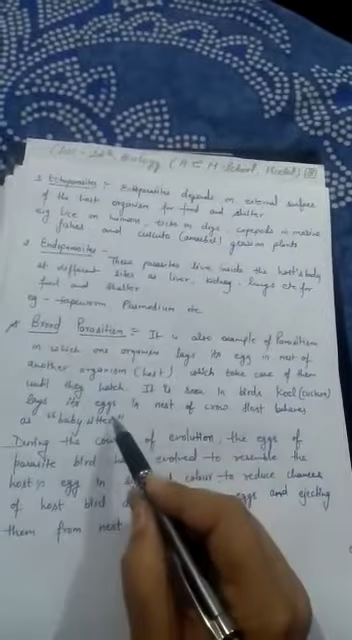 Class - 12th Biology (A C M School,
1. Ectoparasites :- Ectoparasites depends on external surface
of the host organism for food and shelter
eg Lice on humans, ticks on dogs, copepods in marine
fishes and cuscuta (amarbel) grows on plants
2. Endoparasites -
These parasites live inside the host's body
at different sites as liver, kidney, lungs etc for
food and shelter
eg - tapeworm Plasmodium etc
Brood Parasitism :- It is also example of Parasitism
in which one organism lays its egg in nest of
another organism (host) which take care of them
until they hatch. It is seen in birds Koel (cuckoo)
lays its eggs in nest of crow Host behaves
as "baby sitter"
During the of evolution, the eggs of
parasite bird evolved to resemble the
host's egg in colour to reduce chances
of host bird eggs and ejecting
them from nest